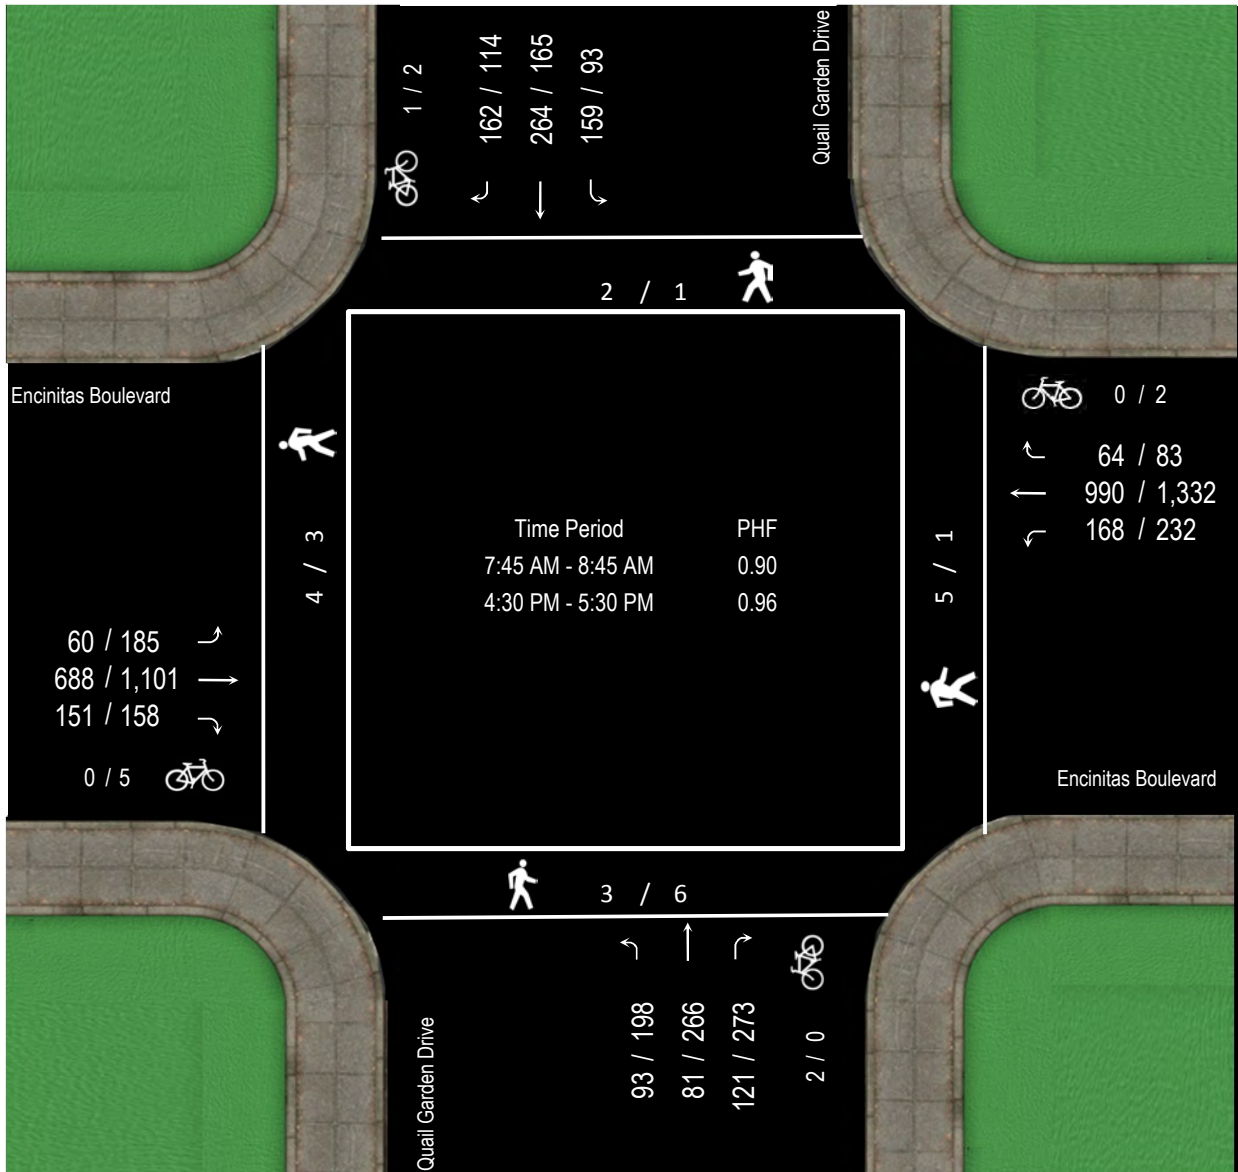 1 / 2
162 / 114
264 / 165
159 / 93
Quail Garden Drive
2 / 1
Encinitas Boulevard
0 / 2
64 / 83
990 / 1,332
168 / 232
4 / 3
Time Period PHF
7:45 AM - 8:45 AM 0.90
4:30 PM - 5:30 PM 0.96
5 / 1
60 / 185
688 / 1,101
151 / 158
0 / 5
Encinitas Boulevard
3 / 6
Quail Garden Drive
93 / 198
81 / 266
121 / 273
2 / 0